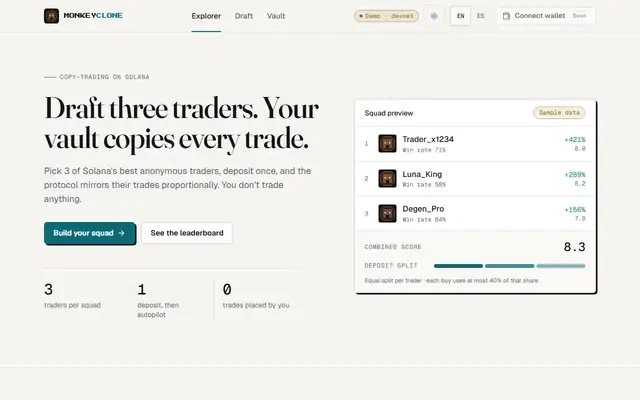 MONKEYCLONE
Explorer
Draft
Vault
Demo · devnet
EN
ES
Connect wallet
Soon
COPY-TRADING ON SOLANA
Draft three traders. Your
vault copies every trade.
Pick 3 of Solana's best anonymous traders, deposit once, and the
protocol mirrors their trades proportionally. You don't trade
anything.
Build your squad →
See the leaderboard
3
traders per squad
1
deposit, then
autopilot
0
trades placed by you
Squad preview
Sample data
1
Trader_x1234
Win rate 71%
+421%
8.9
2
Luna_King
Win rate 58%
+289%
8.2
3
Degen_Pro
Win rate 64%
+156%
7.8
COMBINED SCORE
8.3
DEPOSIT SPLIT
Equal split per trader · each buy uses at most 40% of that share